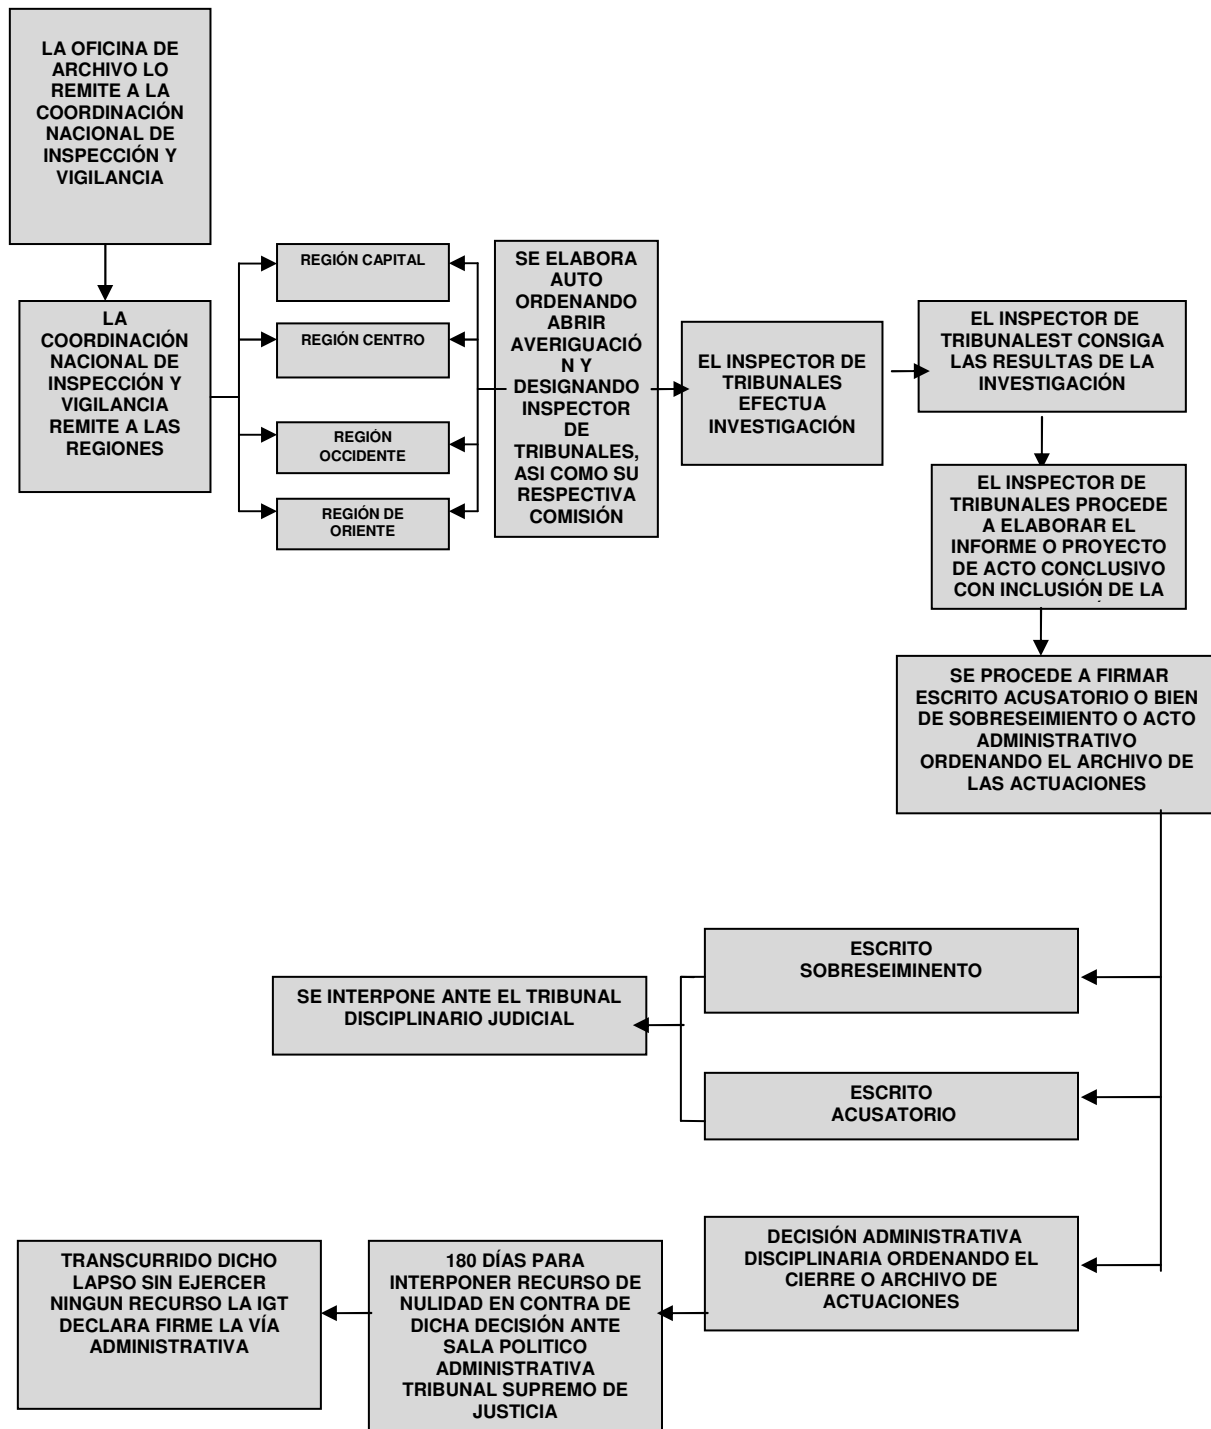 LA OFICINA DE
ARCHIVO LO
REMITE A LA
COORDINACIÓN
NACIONAL DE
INSPECCIÓN Y
VIGILANCIA
LA
COORDINACIÓN
NACIONAL DE
INSPECCIÓN Y
VIGILANCIA
REMITE A LAS
REGIONES
REGIÓN CAPITAL
REGIÓN CENTRO
REGIÓN
OCCIDENTE
REGIÓN DE
ORIENTE
SE ELABORA
AUTO
ORDENANDO
ABRIR
AVERIGUACIÓ
N Y
DESIGNANDO
INSPECTOR
DE
TRIBUNALES,
ASI COMO SU
RESPECTIVA
COMISIÓN
EL INSPECTOR DE
TRIBUNALES
EFECTUA
INVESTIGACIÓN
EL INSPECTOR DE
TRIBUNALEST CONSIGA
LAS RESULTAS DE LA
INVESTIGACIÓN
EL INSPECTOR DE
TRIBUNALES PROCEDE
A ELABORAR EL
INFORME O PROYECTO
DE ACTO CONCLUSIVO
CON INCLUSIÓN DE LA
SE PROCEDE A FIRMAR
ESCRITO ACUSATORIO O BIEN
DE SOBRESEIMIENTO O ACTO
ADMINISTRATIVO
ORDENANDO EL ARCHIVO DE
LAS ACTUACIONES
ESCRITO
SOBRESEIMINENTO
SE INTERPONE ANTE EL TRIBUNAL
DISCIPLINARIO JUDICIAL
ESCRITO
ACUSATORIO
DECISIÓN ADMINISTRATIVA
DISCIPLINARIA ORDENANDO EL
CIERRE O ARCHIVO DE
ACTUACIONES
180 DÍAS PARA
INTERPONER RECURSO DE
NULIDAD EN CONTRA DE
DICHA DECISIÓN ANTE
SALA POLITICO
ADMINISTRATIVA
TRIBUNAL SUPREMO DE
JUSTICIA
TRANSCURRIDO DICHO
LAPSO SIN EJERCER
NINGUN RECURSO LA IGT
DECLARA FIRME LA VÍA
ADMINISTRATIVA